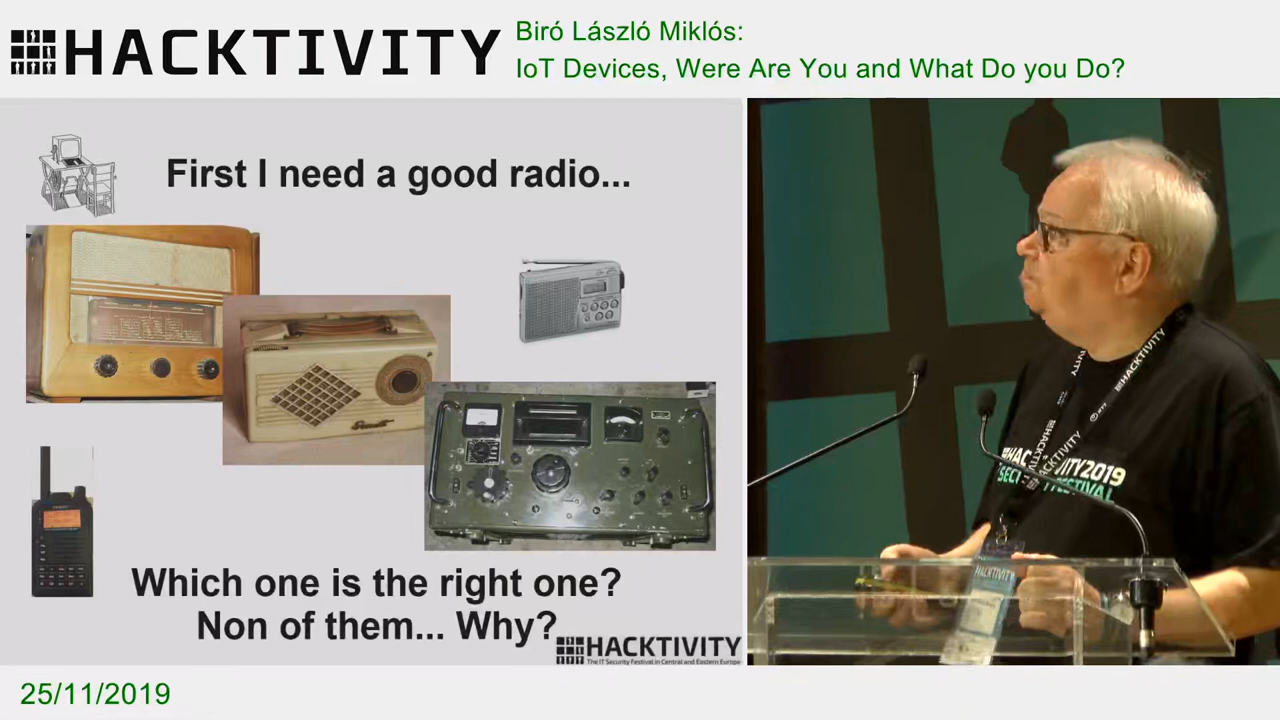 HACKTIVITY
Biró László Miklós:
IoT Devices, Were Are You and What Do you Do?
First I need a good radio...
Which one is the right one?
Non of them... Why?
HACKTIVITY
The IT Security Festival in Central and Eastern Europe
HACKTIVITY
HACKTIVITY
25/11/2019